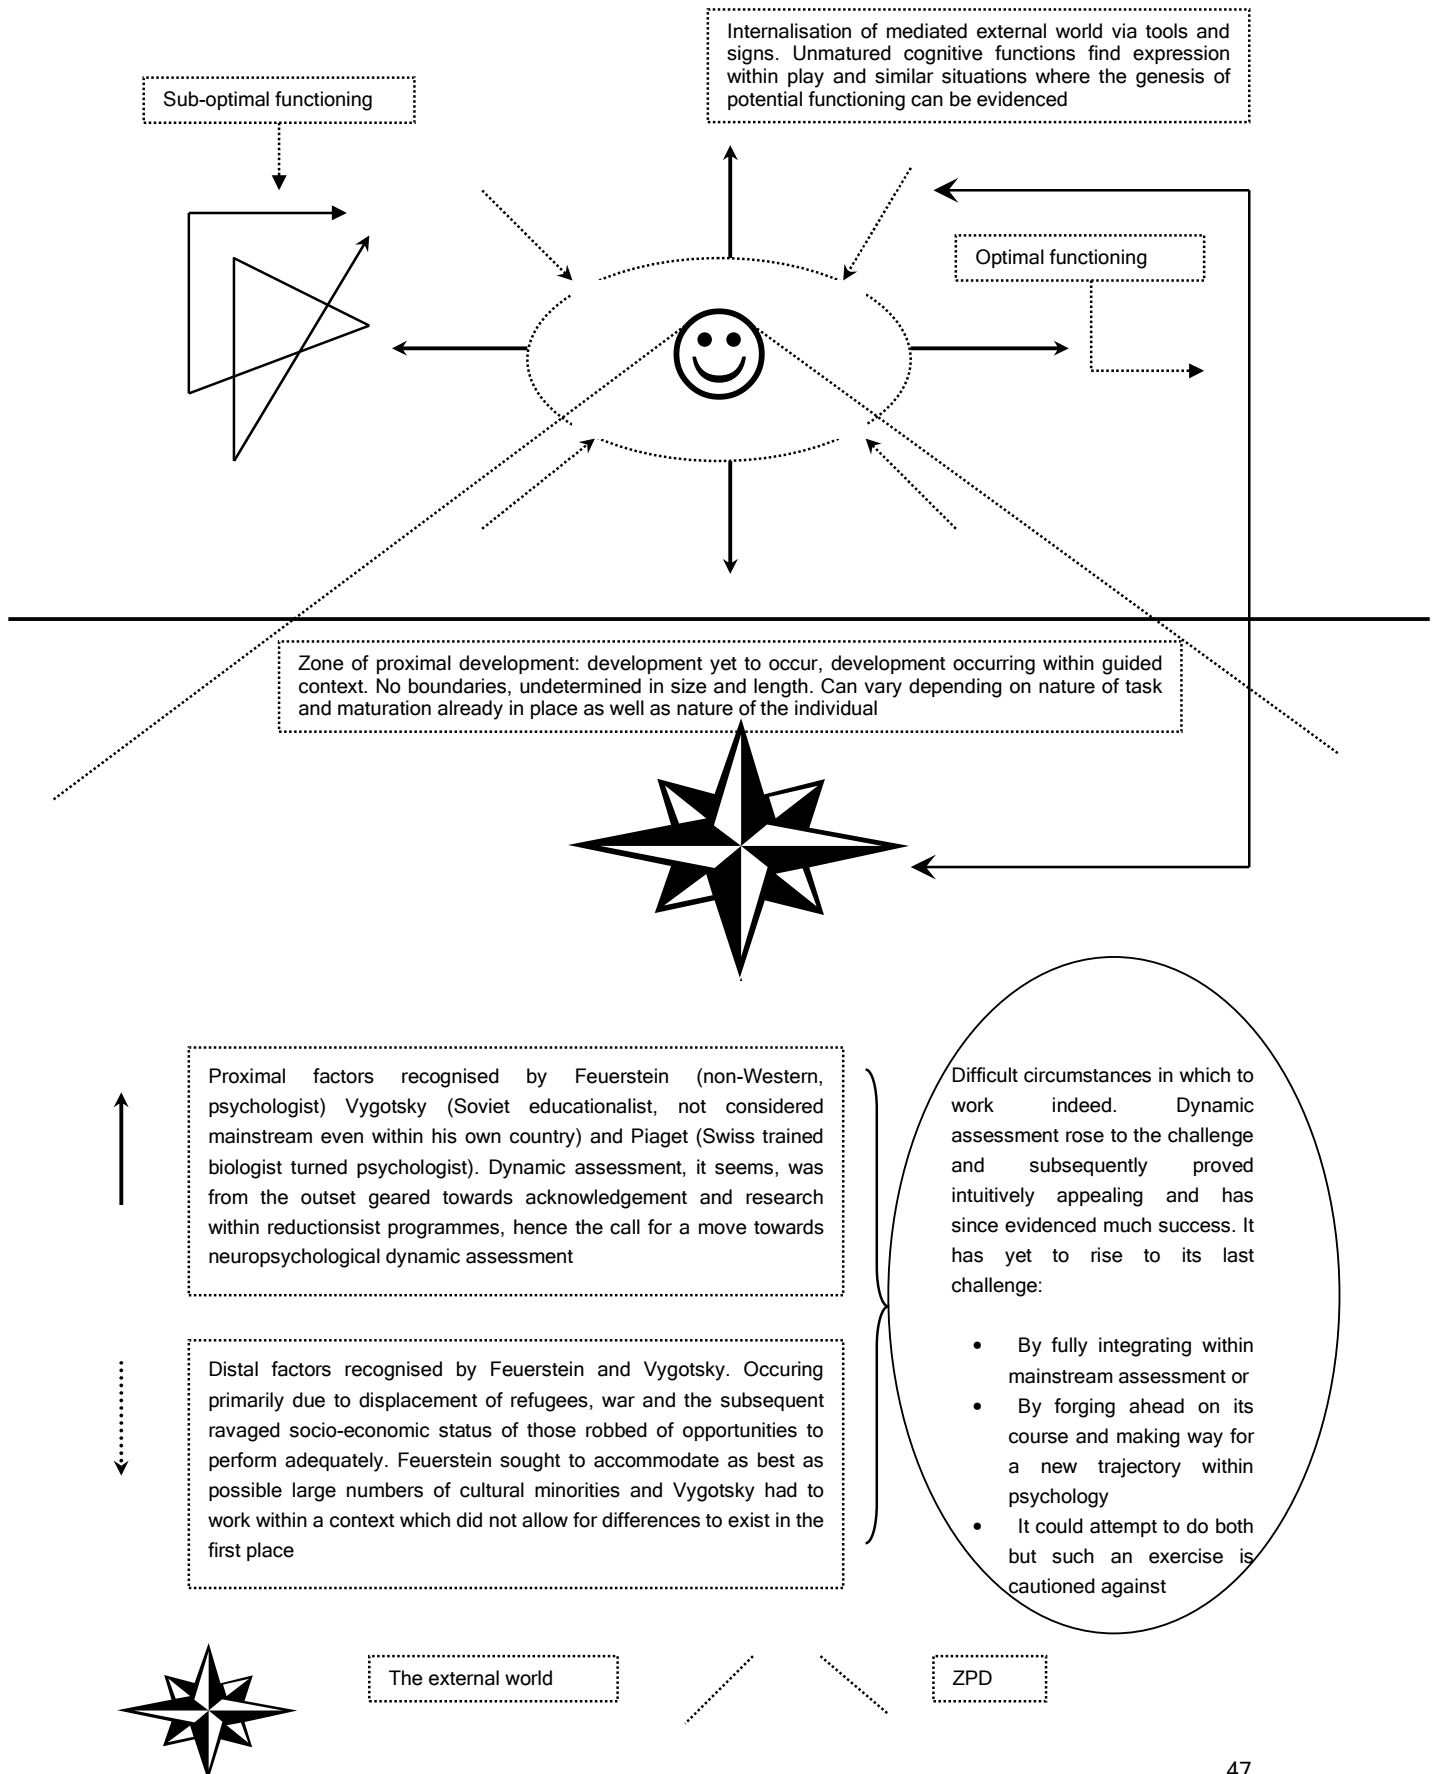 Internalisation of mediated external world via tools and
signs. Unmatured cognitive functions find expression
within play and similar situations where the genesis of
potential functioning can be evidenced
Sub-optimal functioning
Optimal functioning
Zone of proximal development: development yet to occur, development occurring within guided
context. No boundaries, undetermined in size and length. Can vary depending on nature of task
and maturation already in place as well as nature of the individual
Proximal factors recognised by Feuerstein (non-Western,
psychologist) Vygotsky (Soviet educationalist, not considered
mainstream even within his own country) and Piaget (Swiss trained
biologist turned psychologist). Dynamic assessment, it seems, was
from the outset geared towards acknowledgement and research
within reductionsist programmes, hence the call for a move towards
neuropsychological dynamic assessment
Distal factors recognised by Feuerstein and Vygotsky. Occuring
primarily due to displacement of refugees, war and the subsequent
ravaged socio-economic status of those robbed of opportunities to
perform adequately. Feuerstein sought to accommodate as best as
possible large numbers of cultural minorities and Vygotsky had to
work within a context which did not allow for differences to exist in the
first place
Difficult circumstances in which to
work indeed. Dynamic
assessment rose to the challenge
and subsequently proved
intuitively appealing and has
since evidenced much success. It
has yet to rise to its last
challenge:
• By fully integrating within
mainstream assessment or
• By forging ahead on its
course and making way for
a new trajectory within
psychology
• It could attempt to do both
but such an exercise is
cautioned against
The external world
ZPD
47